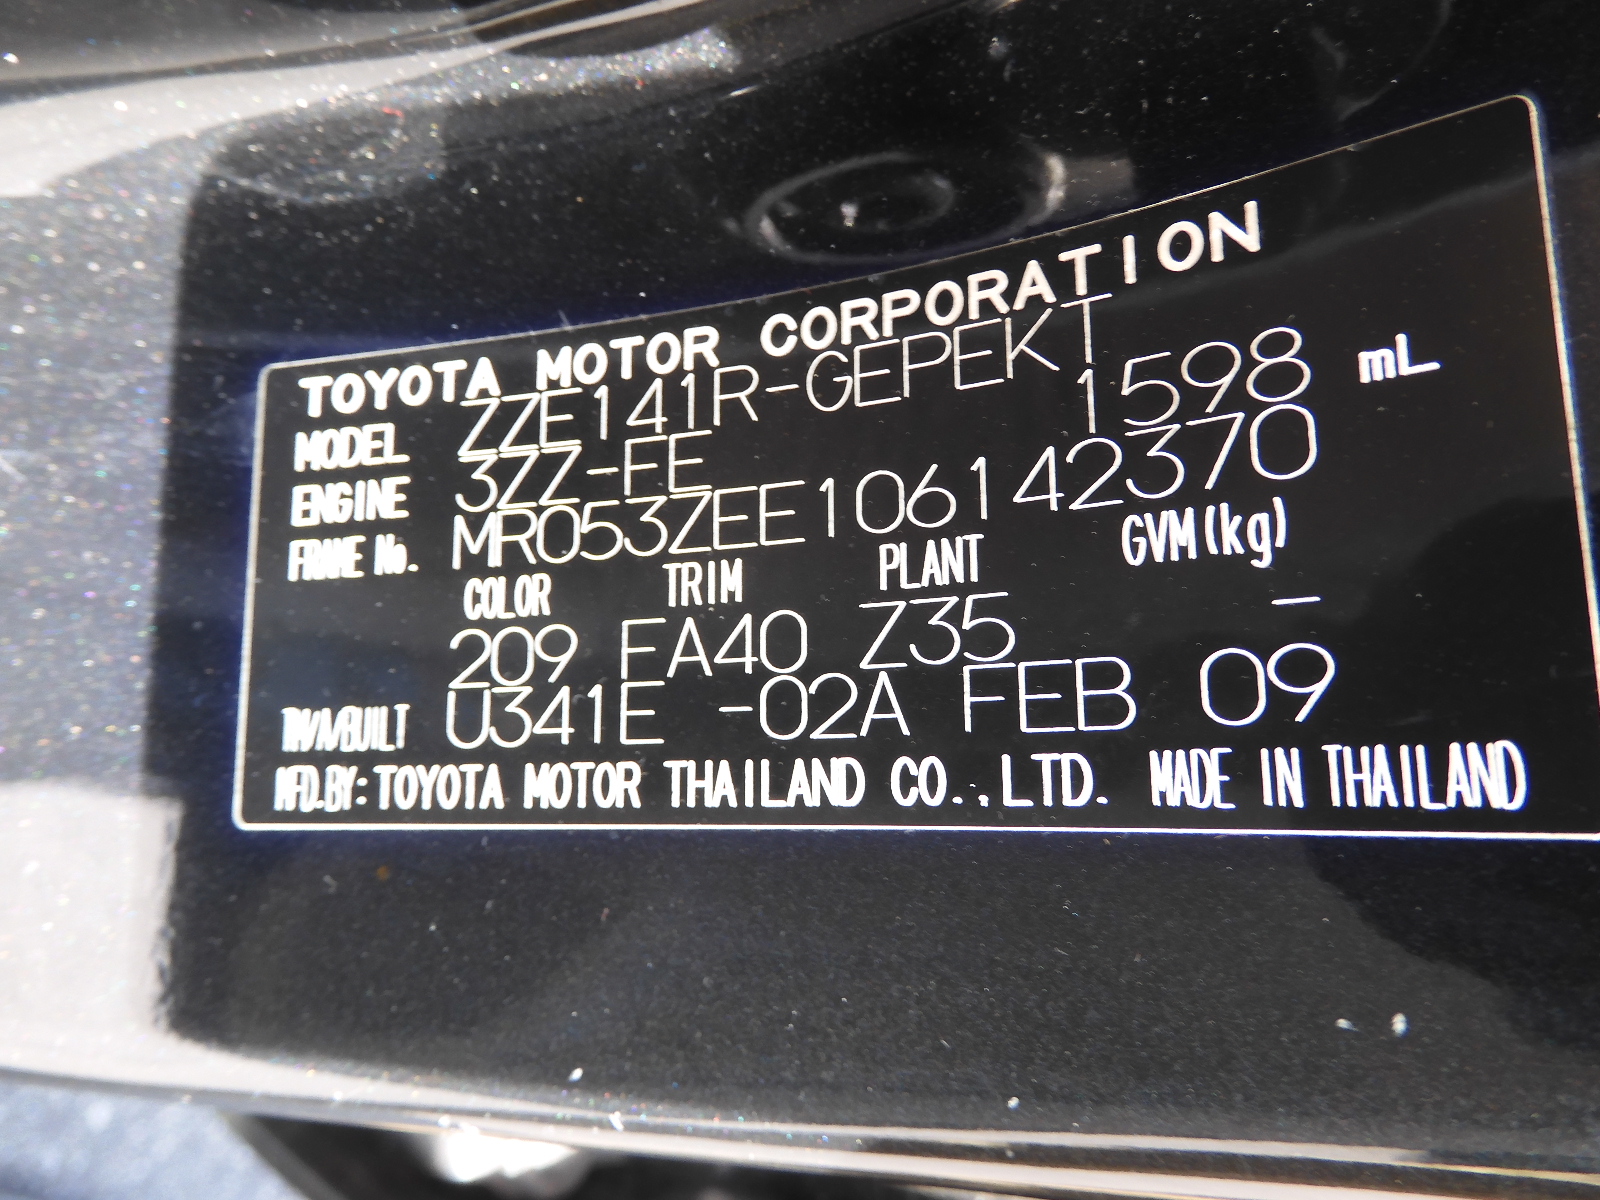 TOYOTA MOTOR CORPORATION
MODEL ZZE141R-GEPEKT
ENGINE 3ZZ-FE 1598 mL
FRAME No. MR053ZEE106142370
COLOR TRIM PLANT GVM(kg)
209 FA40 Z35 –
TM/A/BUILT U341E -02A FEB 09
MFD.BY: TOYOTA MOTOR THAILAND CO.,LTD. MADE IN THAILAND